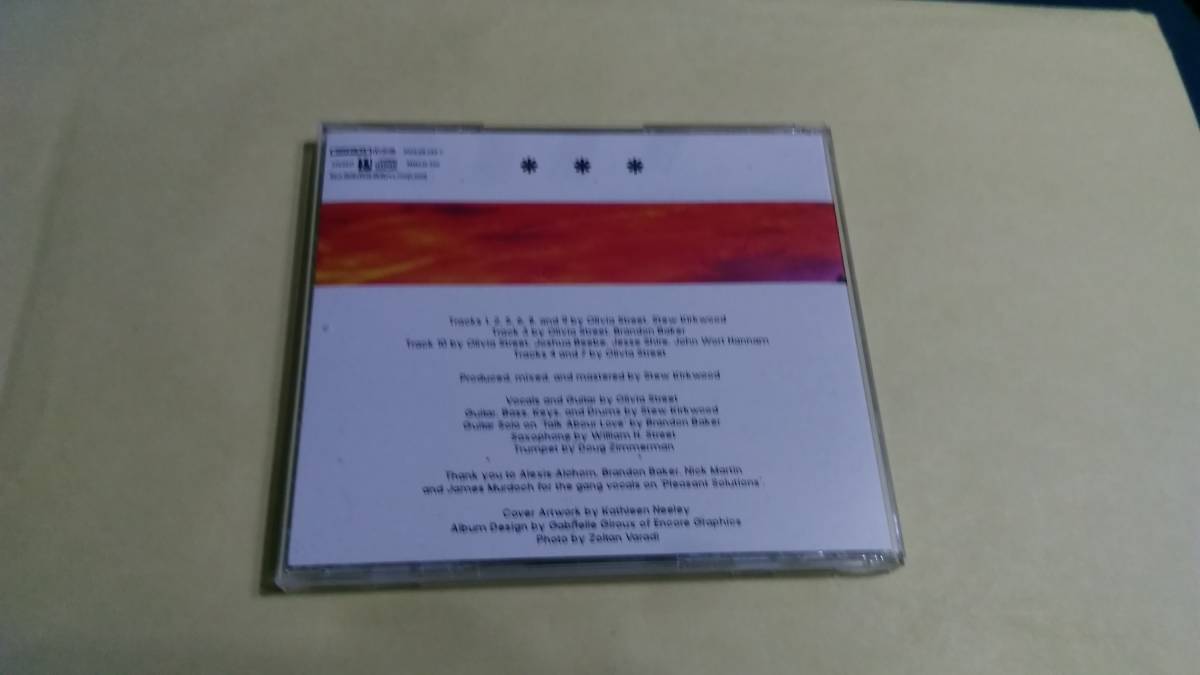 * * *
Tracks 1, 2, 5, 6, 8, and 9 by Olivia Street, Stew Kirkwood
Track 3 by Olivia Street, Brandon Baker
Track 10 by Olivia Street, Joshua Beebe, Jesse Shire, John Wort Hannam
Tracks 4 and 7 by Olivia Street
Produced, mixed, and mastered by Stew Kirkwood
Vocals and Guitar by Olivia Street
Guitar, Bass, Keys, and Drums by Stew Kirkwood
Guitar Solo on 'Talk About Love' by Brandon Baker
Saxophone by William H. Street
Trumpet by Doug Zimmerman
Thank you to Alexis Alchorn, Brandon Baker, Nick Martin
and James Murdoch for the gang vocals on 'Pleasant Solutions'.
Cover Artwork by Kathleen Neeley
Album Design by Gabrielle Giroux of Encore Graphics
Photo by Zoltan Varadi